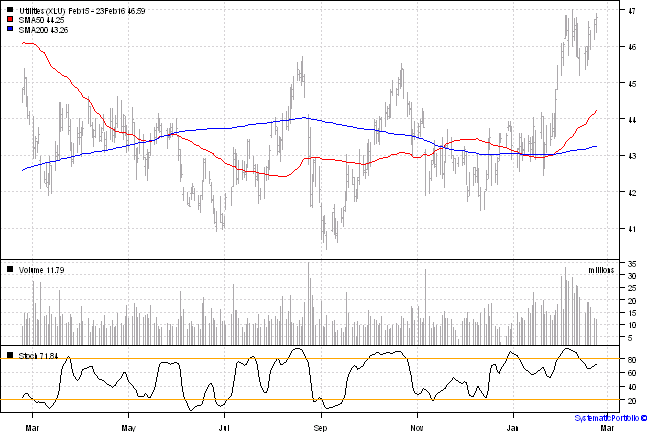 Utilities (XLU) Feb15 - 23Feb16 46.59
SMA50 44.25
SMA200 43.26
47
46
45
44
43
42
41
Volume 11.79
millions
35
30
25
20
15
10
5
Stoch 71.84
80
60
40
20
Mar May Jul Sep Nov Jan Mar
SystematicPortfolio ©